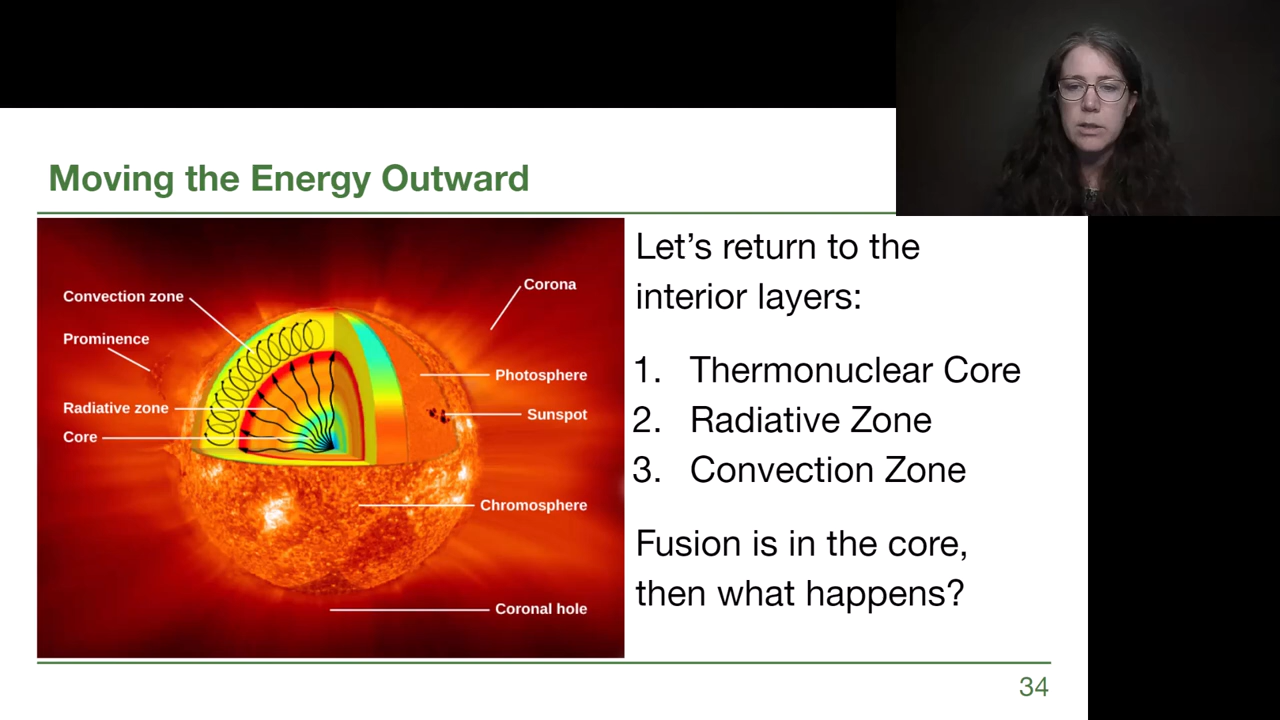 Moving the Energy Outward
Convection zone
Prominence
Radiative zone
Core
Corona
Photosphere
Sunspot
Chromosphere
Coronal hole
Let’s return to the
interior layers:
1. Thermonuclear Core
2. Radiative Zone
3. Convection Zone
Fusion is in the core,
then what happens?
34